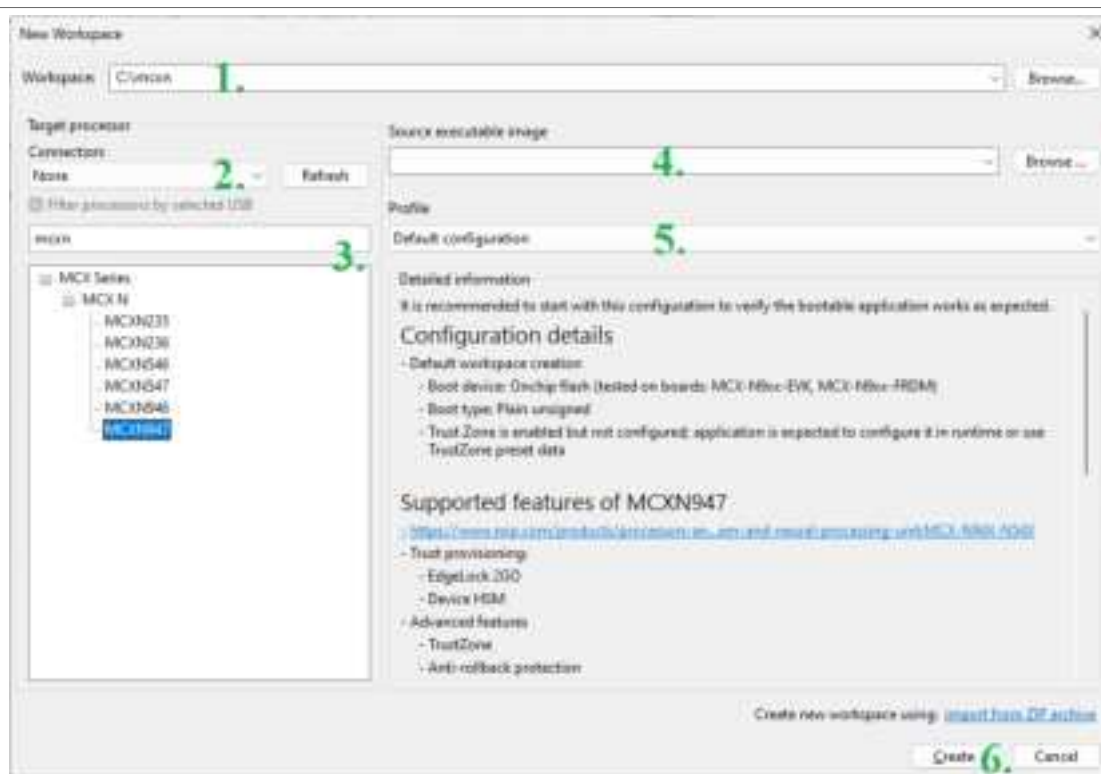 New Workspace
Workspace: C:\mcxn 1. Browse...
Target processor
Connection:
None 2. Refresh
Filter processors by selected USB
mcxn 3.
MCX Series
MCX N
MCXN235
MCXN236
MCXN546
MCXN547
MCXN946
MCXN947
Source executable image
4. Browse ...
Profile
Default configuration 5.
Detailed information
It is recommended to start with this configuration to verify the bootable application works as expected.
Configuration details
- Default workspace creation
- Boot device: Onchip flash (tested on boards: MCX-N9xx-EVK, MCX-N9xx-FRDM)
- Boot type: Plain unsigned
- Trust Zone is enabled but not configured; application is expected to configure it in runtime or use
TrustZone preset data
Supported features of MCXN947
- Trust provisioning:
- EdgeLock 2GO
- Device HSM
- Advanced features
- TrustZone
- Anti-rollback protection
Create new workspace using: import from ZIP archive
Create 6. Cancel